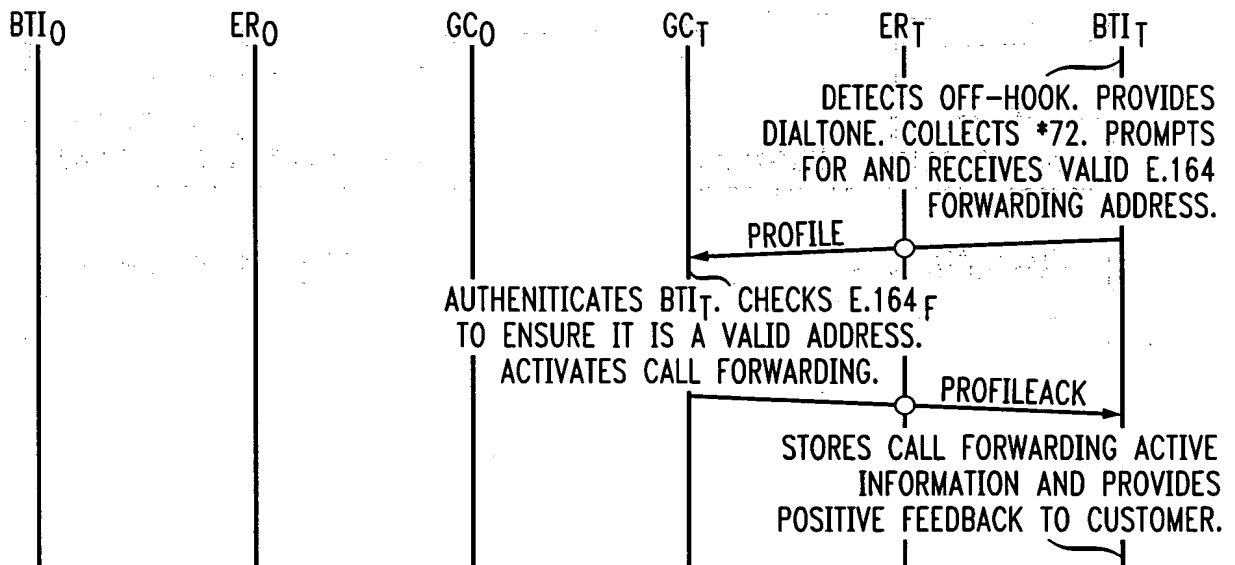 BTIO ERO GCO GCT ERT BTIT
DETECTS OFF-HOOK. PROVIDES
DIALTONE. COLLECTS *72. PROMPTS
FOR AND RECEIVES VALID E.164
FORWARDING ADDRESS.
PROFILE
AUTHENITICATES BTIT. CHECKS E.164F
TO ENSURE IT IS A VALID ADDRESS.
ACTIVATES CALL FORWARDING.
PROFILEACK
STORES CALL FORWARDING ACTIVE
INFORMATION AND PROVIDES
POSITIVE FEEDBACK TO CUSTOMER.